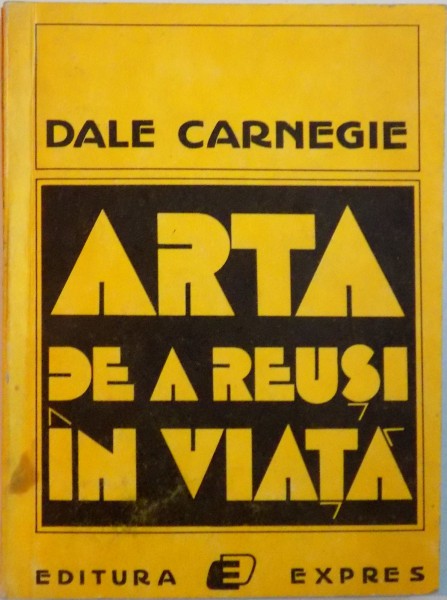 DALE CARNEGIE
ARTA
DE A REUȘI
ÎN VIAȚĂ
EDITURA E EXPRES